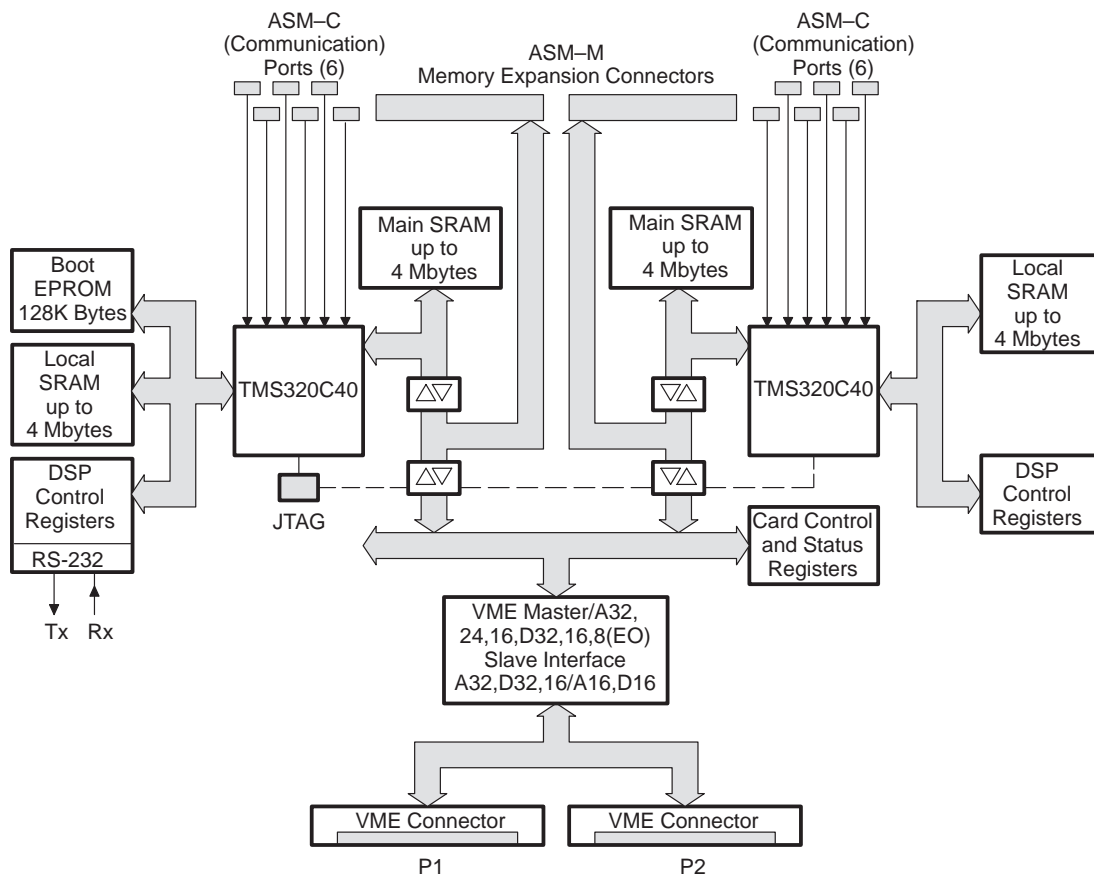 ASM–C
(Communication)
Ports (6)
ASM–M
Memory Expansion Connectors
ASM–C
(Communication)
Ports (6)
Main SRAM
up to
4 Mbytes
Main SRAM
up to
4 Mbytes
Boot
EPROM
128K Bytes
Local
SRAM
up to
4 Mbytes
DSP
Control
Registers
RS-232
Tx
Rx
TMS320C40
JTAG
TMS320C40
Local
SRAM
up to
4 Mbytes
DSP
Control
Registers
Card Control
and Status
Registers
VME Master/A32,
24,16,D32,16,8(EO)
Slave Interface
A32,D32,16/A16,D16
VME Connector
P1
VME Connector
P2